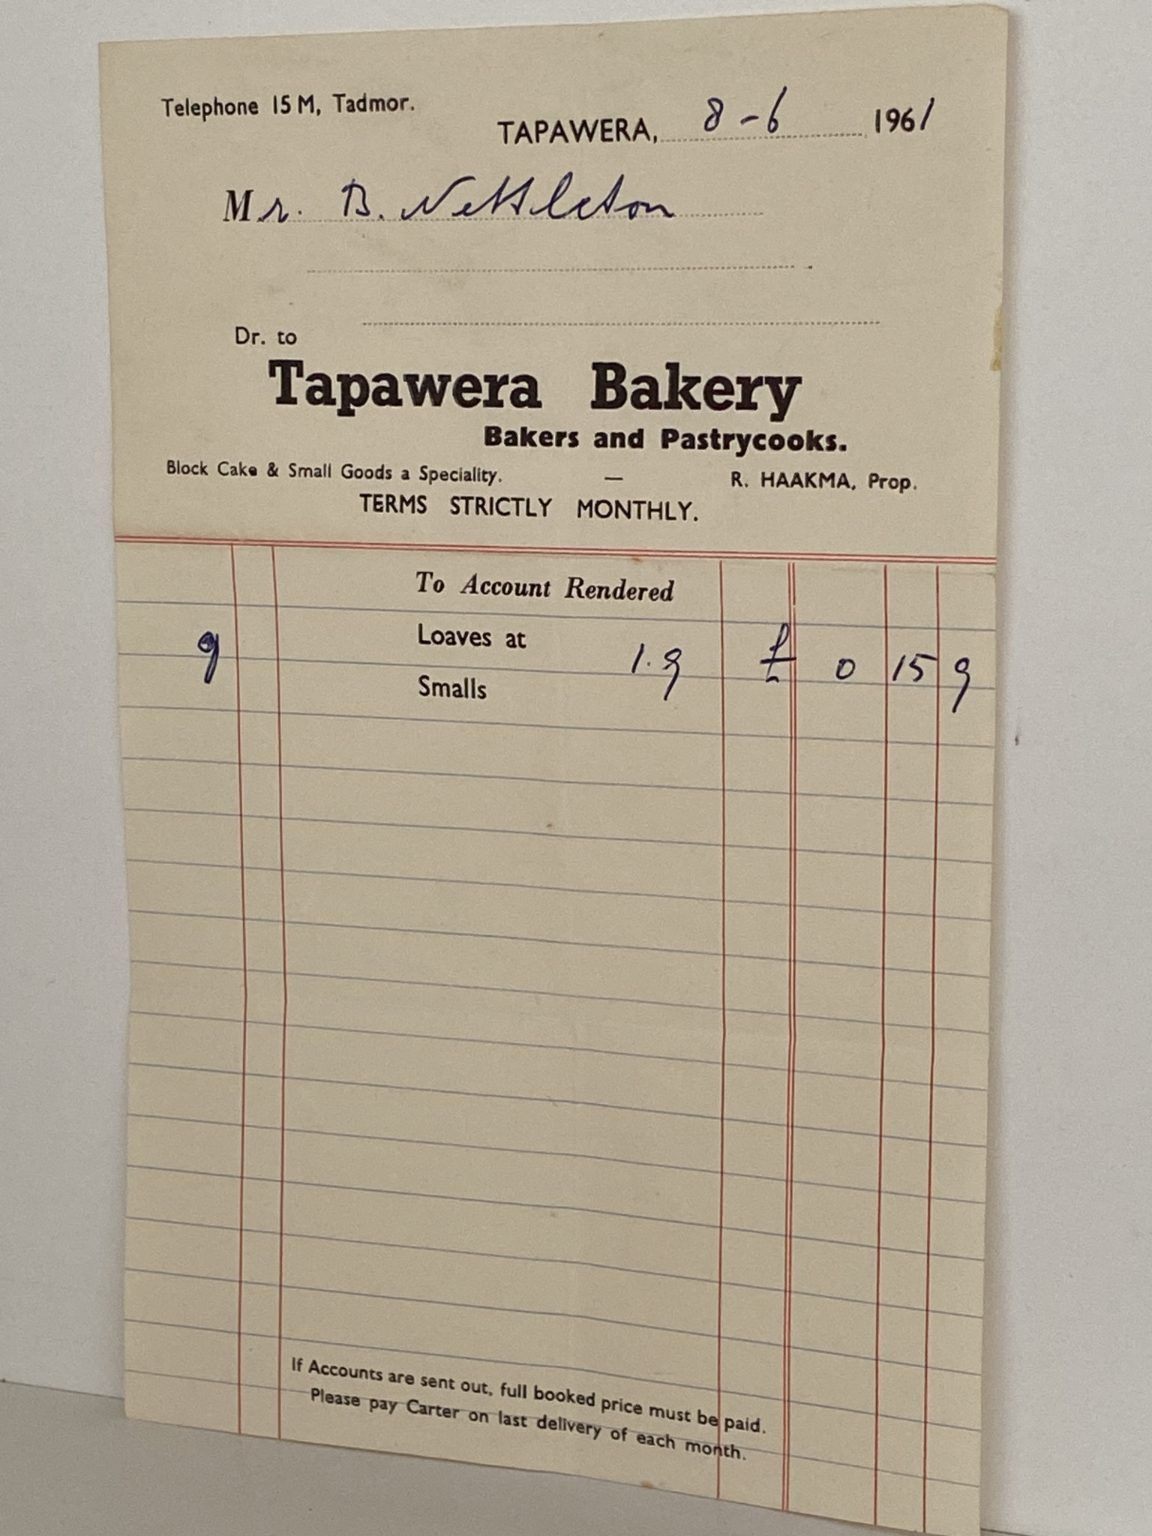 Telephone 15 M, Tadmor.
TAPAWERA, 8-6 1961
Mr. B. Nettleton
Dr. to
Tapawera Bakery
Bakers and Pastrycooks.
Block Cake & Small Goods a Speciality. — R. HAAKMA, Prop.
TERMS STRICTLY MONTHLY.
To Account Rendered
9 Loaves at 1.9 £ 0 15 9
Smalls
If Accounts are sent out, full booked price must be paid.
Please pay Carter on last delivery of each month.